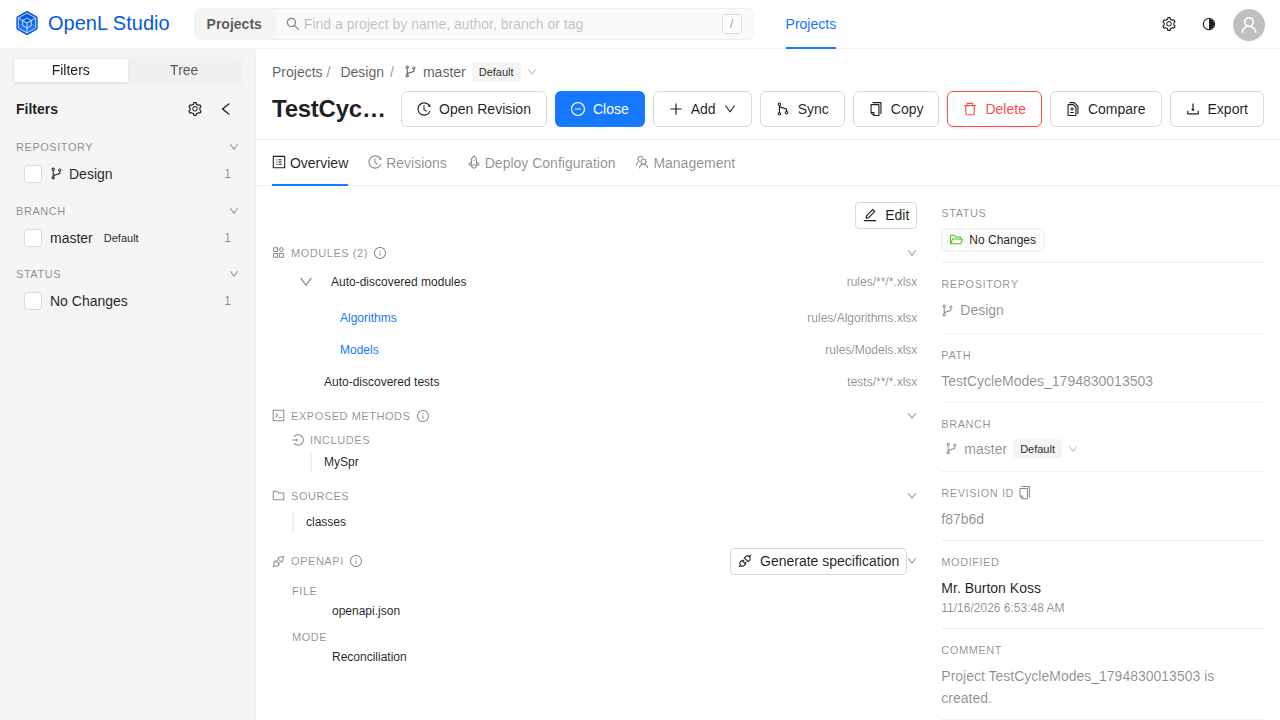 OpenL Studio
Projects
Find a project by name, author, branch or tag
/
Projects
Filters
Tree
Filters
REPOSITORY
Design
1
BRANCH
master Default
1
STATUS
No Changes
1
Projects / Design / master Default
TestCyc...
Open Revision
Close
Add
Sync
Copy
Delete
Compare
Export
Overview
Revisions
Deploy Configuration
Management
Edit
MODULES (2)
Auto-discovered modules
rules/**/*.xlsx
Algorithms
rules/Algorithms.xlsx
Models
rules/Models.xlsx
Auto-discovered tests
tests/**/*.xlsx
EXPOSED METHODS
INCLUDES
MySpr
SOURCES
classes
OPENAPI
Generate specification
FILE
openapi.json
MODE
Reconciliation
STATUS
No Changes
REPOSITORY
Design
PATH
TestCycleModes_1794830013503
BRANCH
master Default
REVISION ID
f87b6d
MODIFIED
Mr. Burton Koss
11/16/2026 6:53:48 AM
COMMENT
Project TestCycleModes_1794830013503 is
created.